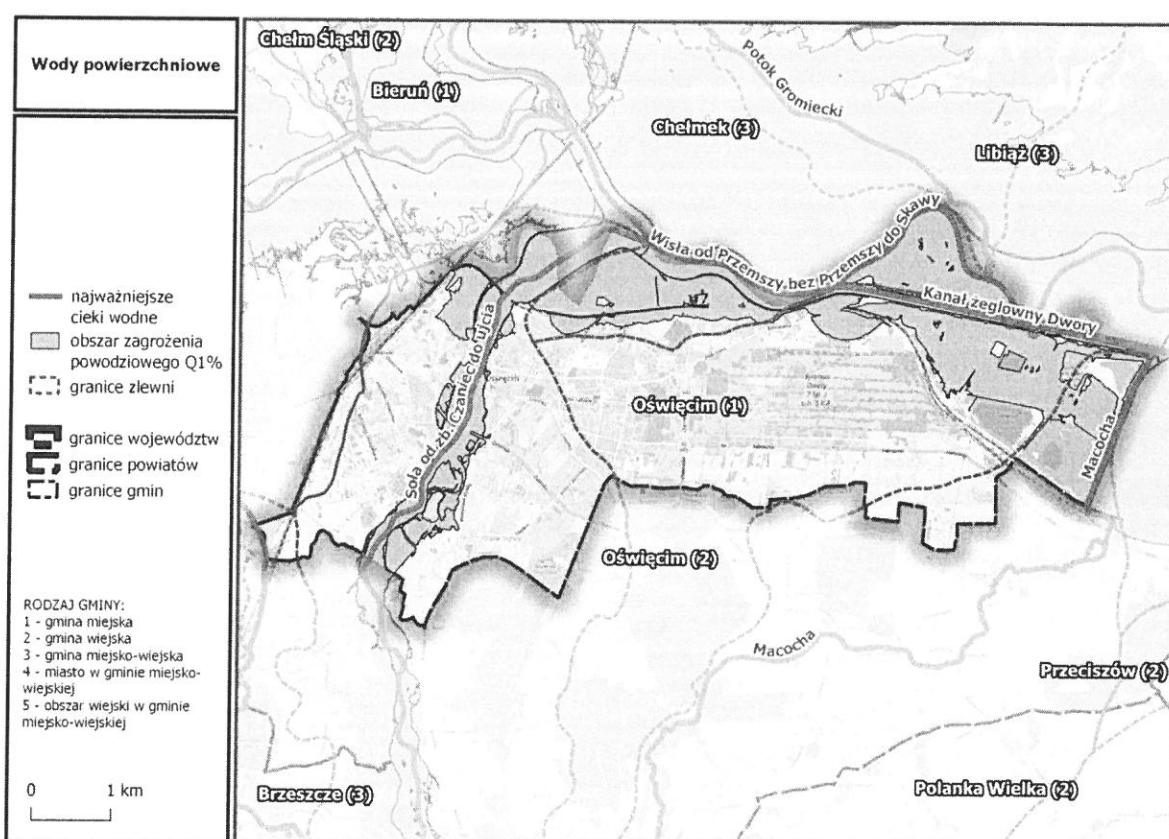 Wody powierzchniowe
najważniejsze
cieki wodne
obszar zagrożenia
powodziowego Q1%
granice zlewni
granice województw
granice powiatów
granice gmin
RODZAJ GMINY:
1 - gmina miejska
2 - gmina wiejska
3 - gmina miejsko-wiejska
4 - miasto w gminie miejsko-
wiejskiej
5 - obszar wiejski w gminie
miejsko-wiejskiej
0 1 km
Chełm Śląski (2)
Bieruń (1)
Chełmek (3)
Potok Gromiecki
Libiąż (3)
Wisła od Przemszy bez Przemszy do Skawy
Kanał żeglowny Dwory
Soła od zb. Czaniec do ujścia
Oświęcim (1)
Macocha
Oświęcim (2)
Macocha
Przeciszów (2)
Brzeszcze (3)
Polanka Wielka (2)